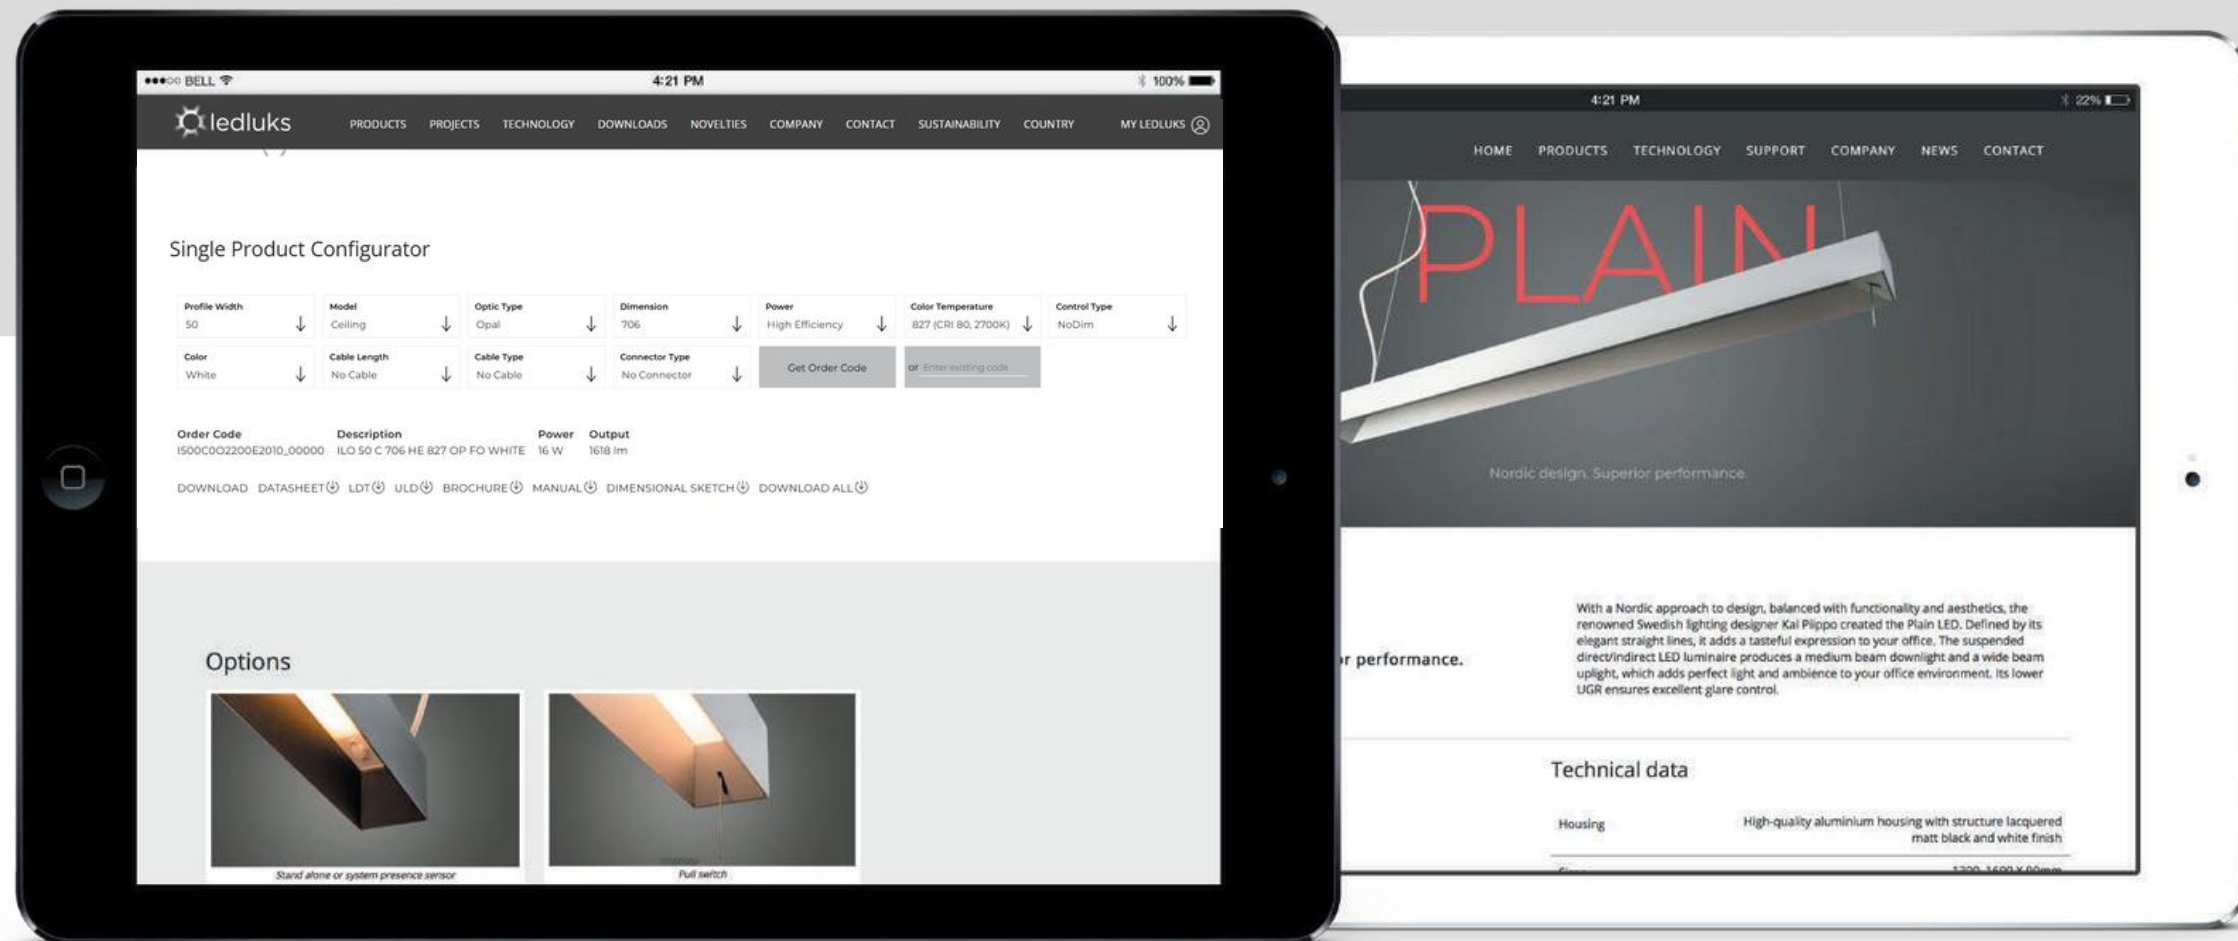 BELL
4:21 PM
100%
ledluks
PRODUCTS PROJECTS TECHNOLOGY DOWNLOADS NOVELTIES COMPANY CONTACT SUSTAINABILITY COUNTRY MY LEDLUKS
Single Product Configurator
Profile Width Model Optic Type Dimension Power Color Temperature Control Type
50 Ceiling Opal 706 High Efficiency 827 (CRI 80, 2700K) NoDim
Color Cable Length Cable Type Connector Type
White No Cable No Cable No Connector
Get Order Code
or Enter existing code
Order Code Description Power Output
I500C0O2200E2010_00000 ILO 50 C 706 HE 827 OP FO WHITE 16 W 1618 lm
DOWNLOAD DATASHEET LDT ULD BROCHURE MANUAL DIMENSIONAL SKETCH DOWNLOAD ALL
Options
Stand alone or system presence sensor
Pull switch
4:21 PM
22%
HOME PRODUCTS TECHNOLOGY SUPPORT COMPANY NEWS CONTACT
PLAIN
Nordic design. Superior performance.
r performance.
With a Nordic approach to design, balanced with functionality and aesthetics, the
renowned Swedish lighting designer Kai Piippo created the Plain LED. Defined by its
elegant straight lines, it adds a tasteful expression to your office. The suspended
direct/indirect LED luminaire produces a medium beam downlight and a wide beam
uplight, which adds perfect light and ambience to your office environment. Its lower
UGR ensures excellent glare control.
Technical data
Housing
High-quality aluminium housing with structure lacquered
matt black and white finish